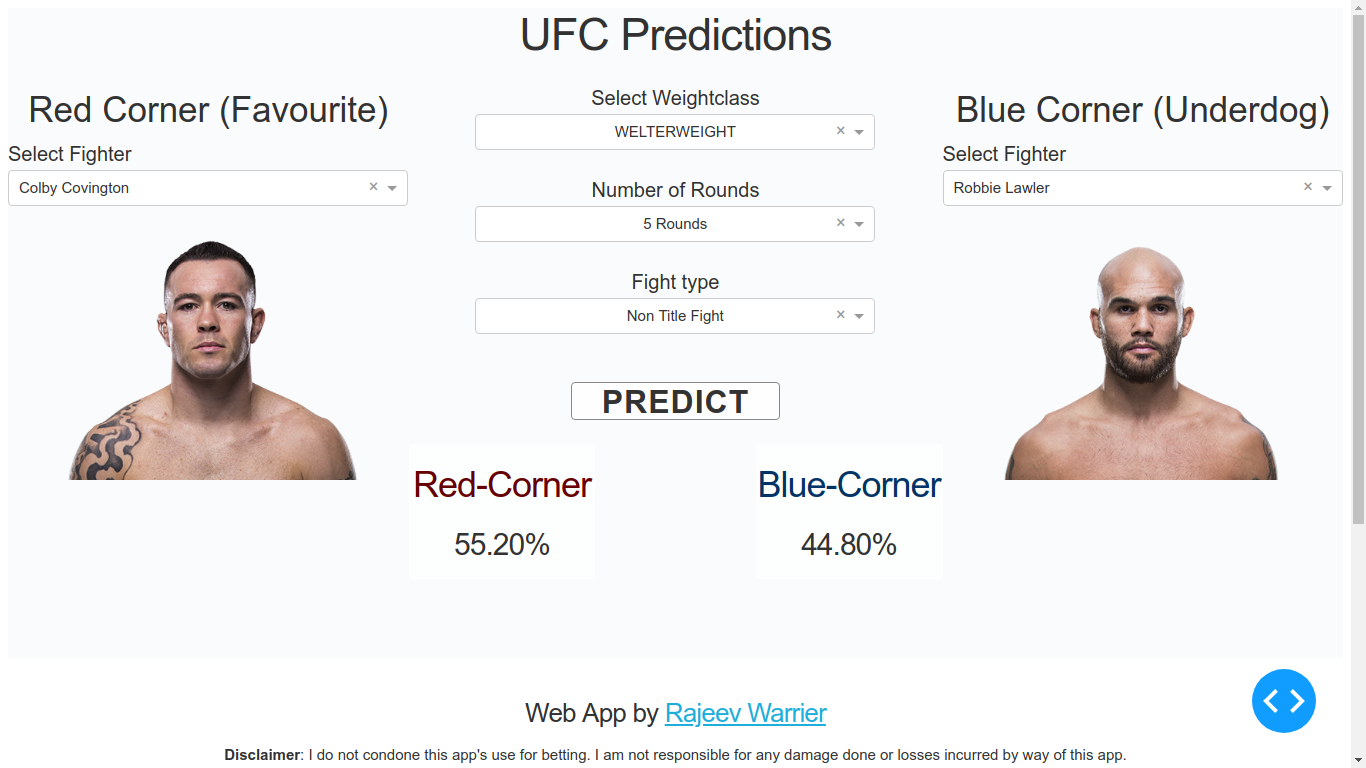 UFC Predictions
Red Corner (Favourite)
Select Fighter
Colby Covington
Select Weightclass
WELTERWEIGHT
Number of Rounds
5 Rounds
Fight type
Non Title Fight
PREDICT
Blue Corner (Underdog)
Select Fighter
Robbie Lawler
Red-Corner
55.20%
Blue-Corner
44.80%
Web App by Rajeev Warrier
Disclaimer: I do not condone this app's use for betting. I am not responsible for any damage done or losses incurred by way of this app.